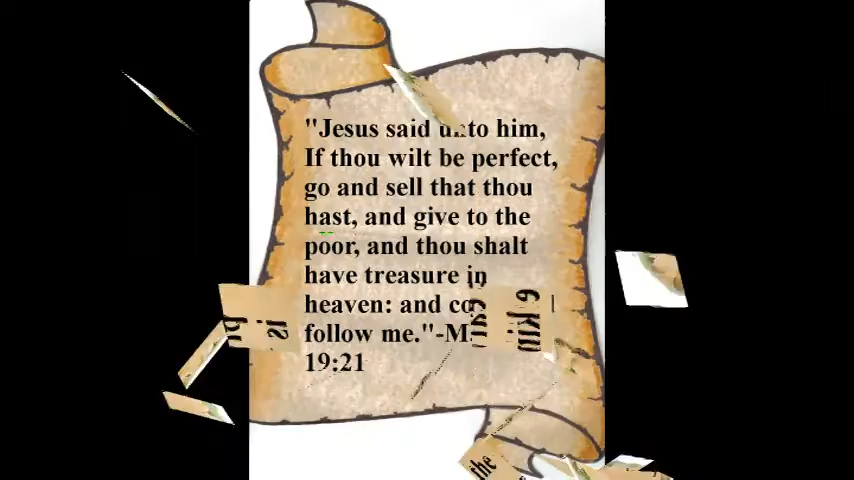 "Jesus said unto him,
If thou wilt be perfect,
go and sell that thou
hast, and give to the
poor, and thou shalt
have treasure in
heaven: and
follow me."-M
19:21
the